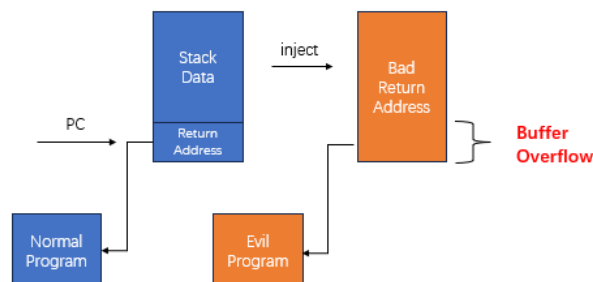 Stack
Data
inject
Bad
Return
Address
PC
Return
Address
Buffer
Overflow
Normal
Program
Evil
Program